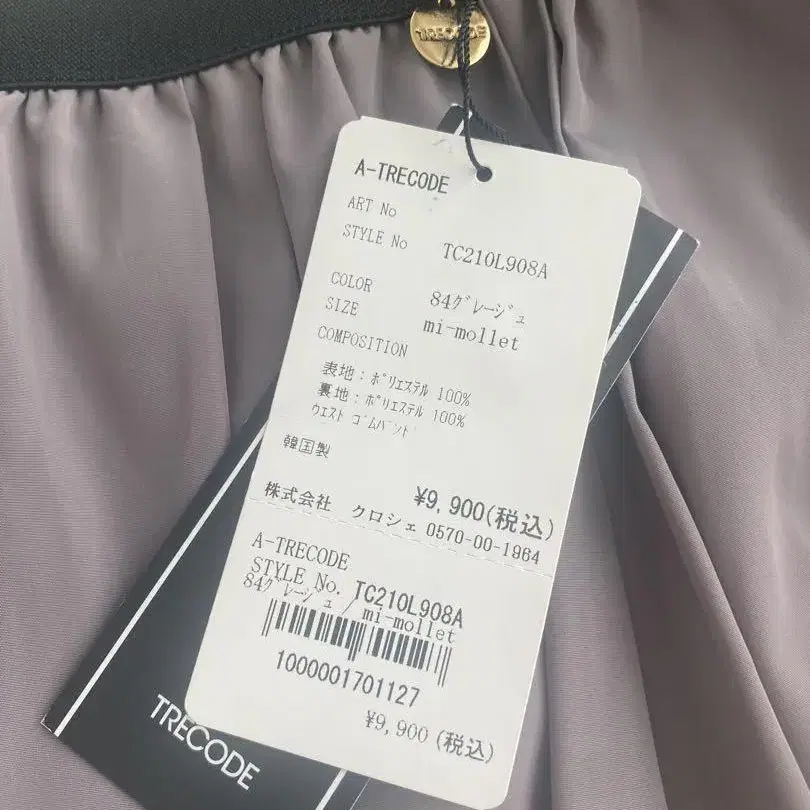 TRECODE
A-TRECODE
ART No
STYLE No TC210L908A
COLOR 84グレージュ
SIZE mi-mollet
COMPOSITION
表地:ポリエステル 100%
裏地:ポリエステル 100%
ウエスト ゴムバンド
韓国製
¥9,900(税込)
株式会社 クロシェ 0570-00-1964
A-TRECODE
STYLE No. TC210L908A
84グレージュ / mi-mollet
1000001701127
¥9,900(税込)
TRECODE